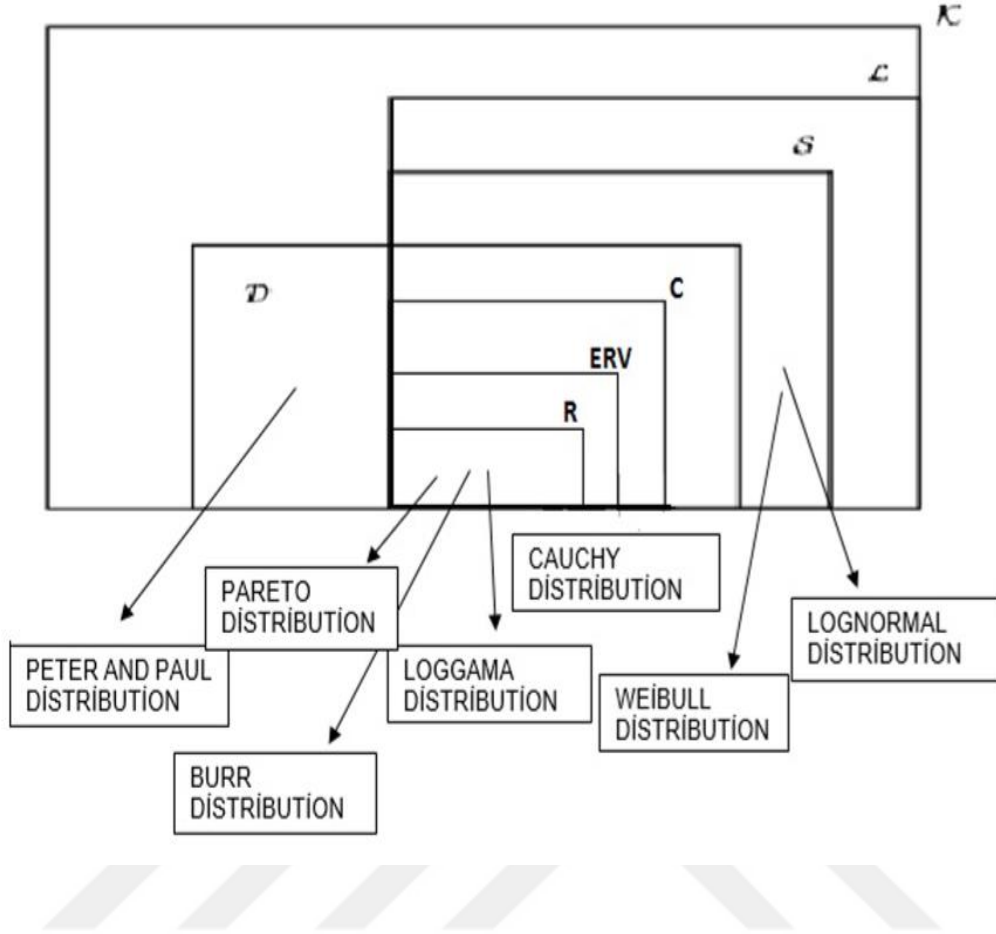 K
L
S
D
C
ERV
R
CAUCHY
DİSTRİBUTİON
PARETO
DİSTRİBUTİON
LOGNORMAL
DİSTRİBUTİON
PETER AND PAUL
DİSTRİBUTİON
LOGGAMA
DİSTRİBUTİON
WEİBULL
DİSTRİBUTİON
BURR
DİSTRİBUTİON